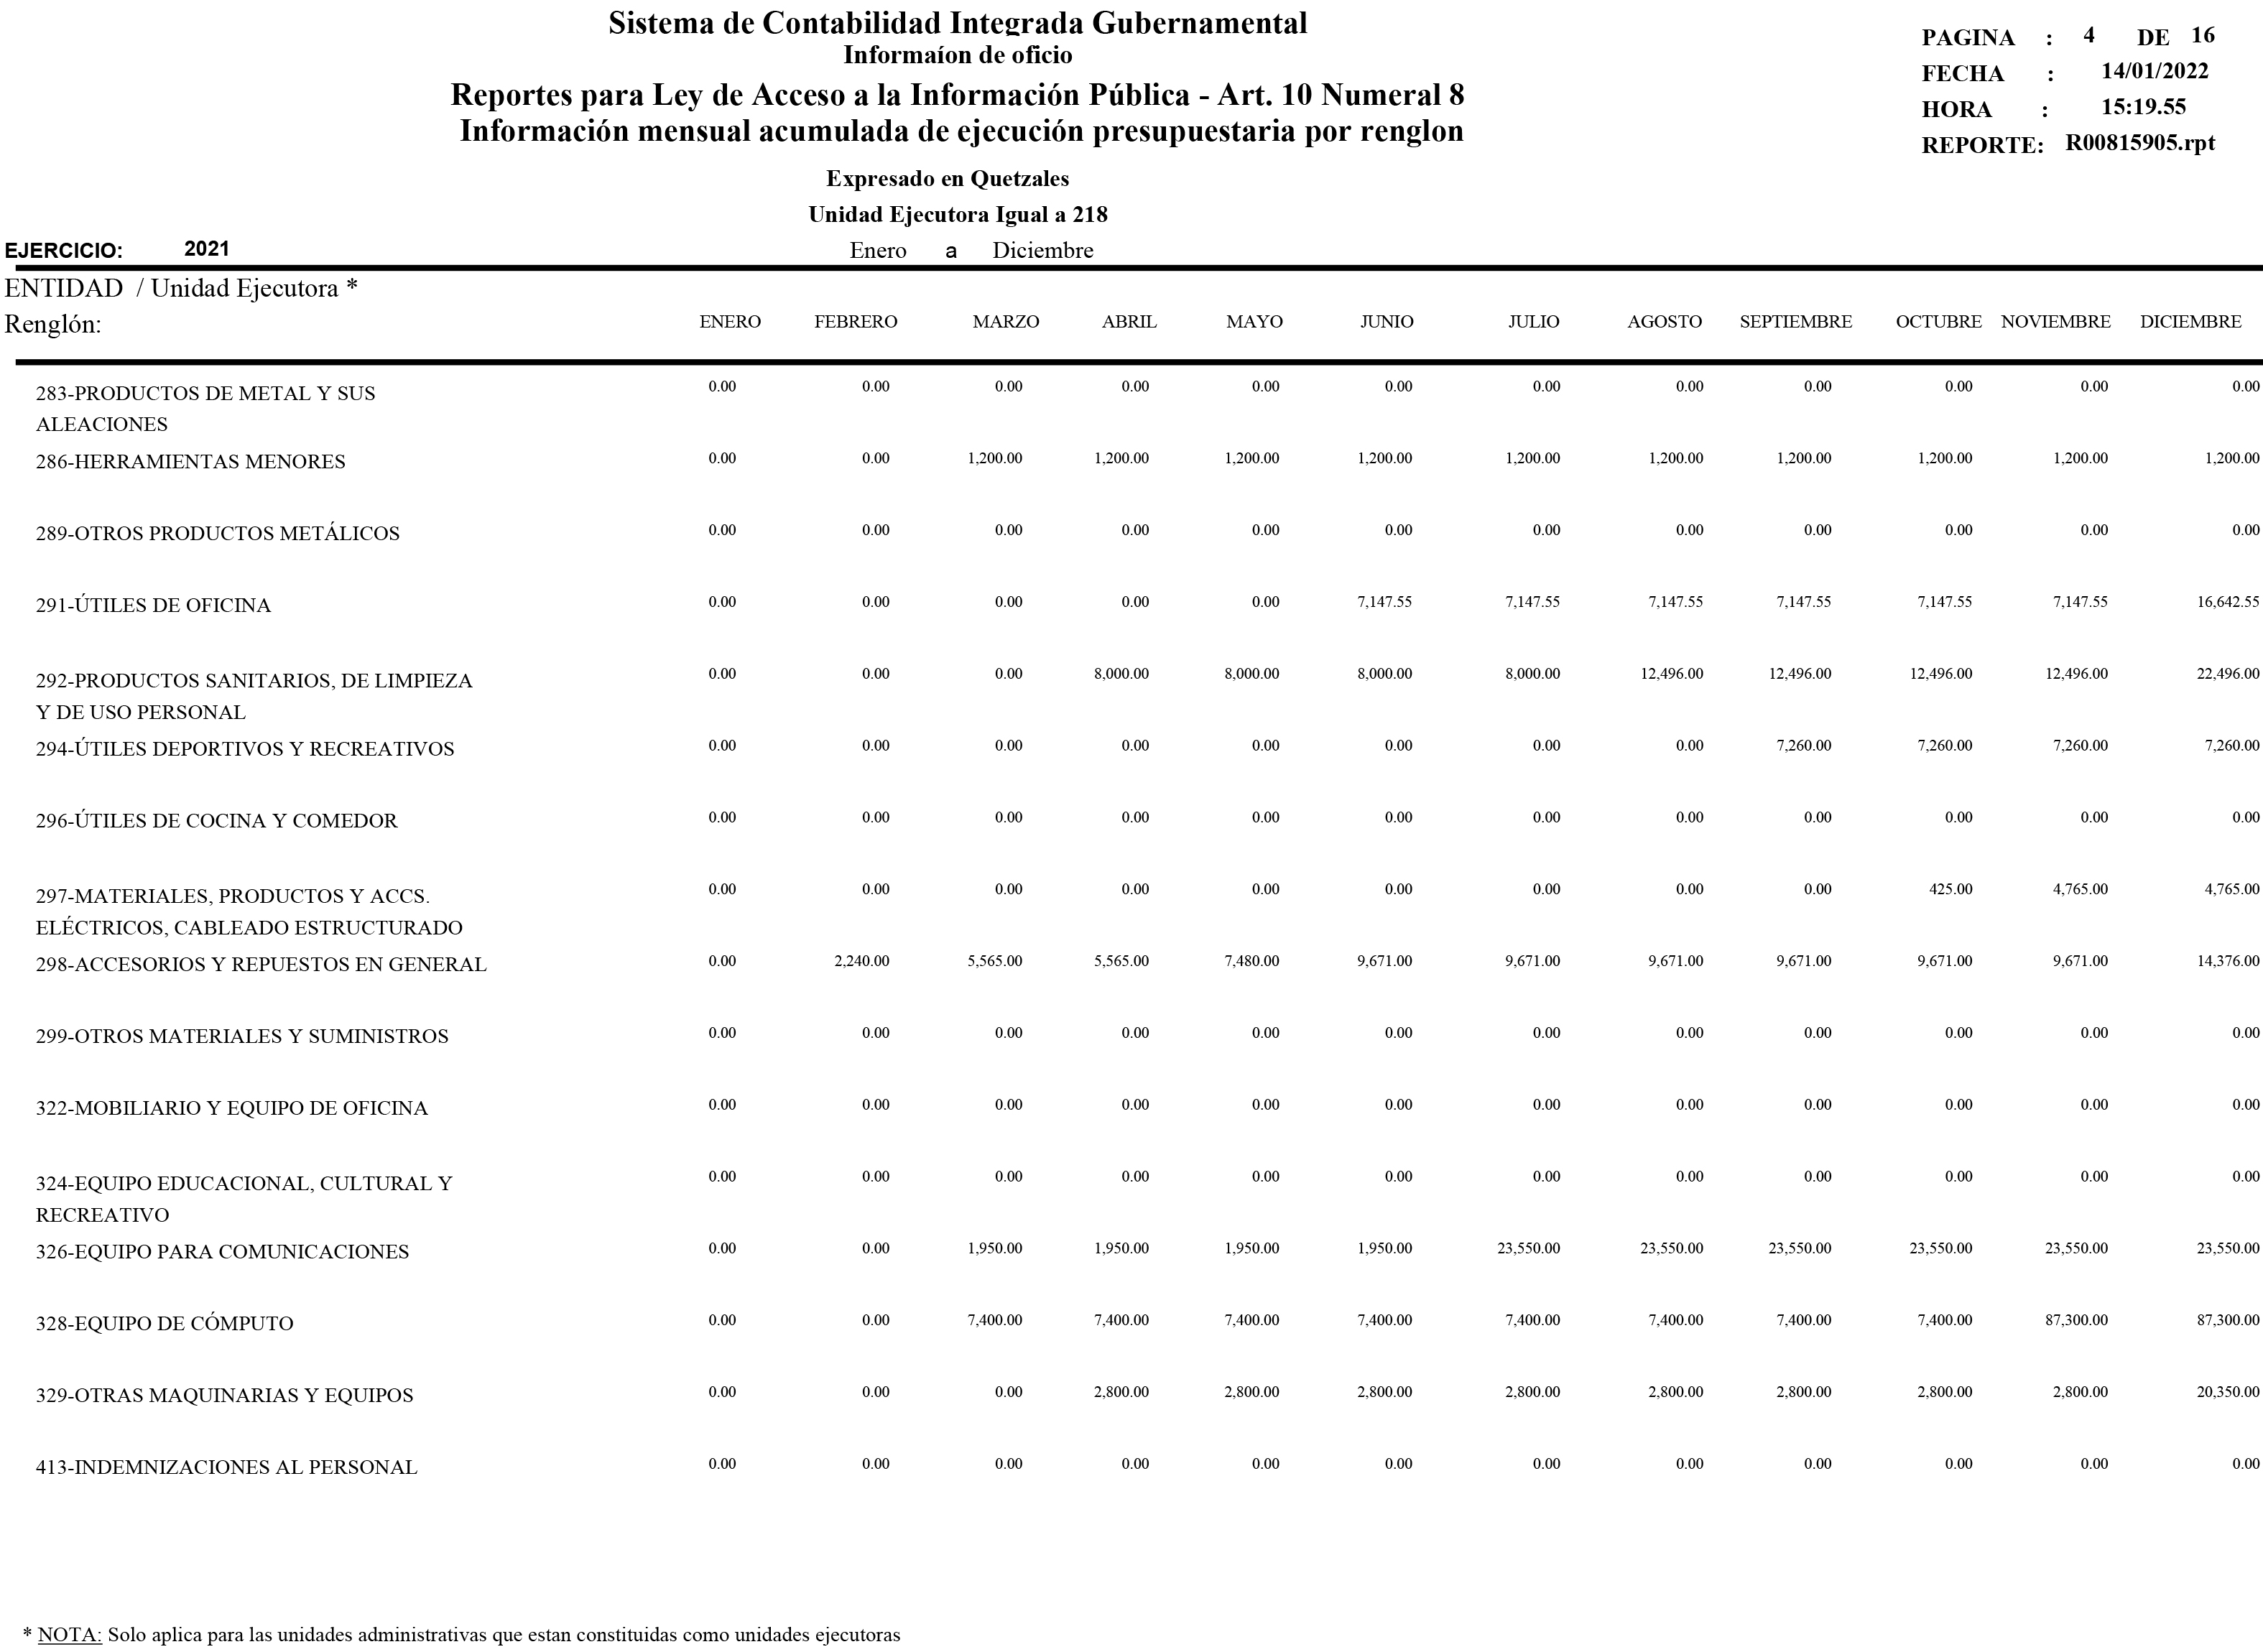 Sistema de Contabilidad Integrada Gubernamental
Informaíon de oficio
Reportes para Ley de Acceso a la Información Pública - Art. 10 Numeral 8
Información mensual acumulada de ejecución presupuestaria por renglon
PAGINA : 4 DE 16
FECHA : 14/01/2022
HORA : 15:19.55
REPORTE: R00815905.rpt
Expresado en Quetzales
Unidad Ejecutora Igual a 218
EJERCICIO: 2021 Enero a Diciembre
ENTIDAD / Unidad Ejecutora *
Renglón: ENERO FEBRERO MARZO ABRIL MAYO JUNIO JULIO AGOSTO SEPTIEMBRE OCTUBRE NOVIEMBRE DICIEMBRE
283-PRODUCTOS DE METAL Y SUS 0.00 0.00 0.00 0.00 0.00 0.00 0.00 0.00 0.00 0.00 0.00 0.00
ALEACIONES
286-HERRAMIENTAS MENORES 0.00 0.00 1,200.00 1,200.00 1,200.00 1,200.00 1,200.00 1,200.00 1,200.00 1,200.00 1,200.00 1,200.00
289-OTROS PRODUCTOS METÁLICOS 0.00 0.00 0.00 0.00 0.00 0.00 0.00 0.00 0.00 0.00 0.00 0.00
291-ÚTILES DE OFICINA 0.00 0.00 0.00 0.00 0.00 7,147.55 7,147.55 7,147.55 7,147.55 7,147.55 7,147.55 16,642.55
292-PRODUCTOS SANITARIOS, DE LIMPIEZA 0.00 0.00 0.00 8,000.00 8,000.00 8,000.00 8,000.00 12,496.00 12,496.00 12,496.00 12,496.00 22,496.00
Y DE USO PERSONAL
294-ÚTILES DEPORTIVOS Y RECREATIVOS 0.00 0.00 0.00 0.00 0.00 0.00 0.00 0.00 7,260.00 7,260.00 7,260.00 7,260.00
296-ÚTILES DE COCINA Y COMEDOR 0.00 0.00 0.00 0.00 0.00 0.00 0.00 0.00 0.00 0.00 0.00 0.00
297-MATERIALES, PRODUCTOS Y ACCS. 0.00 0.00 0.00 0.00 0.00 0.00 0.00 0.00 0.00 425.00 4,765.00 4,765.00
ELÉCTRICOS, CABLEADO ESTRUCTURADO
298-ACCESORIOS Y REPUESTOS EN GENERAL 0.00 2,240.00 5,565.00 5,565.00 7,480.00 9,671.00 9,671.00 9,671.00 9,671.00 9,671.00 9,671.00 14,376.00
299-OTROS MATERIALES Y SUMINISTROS 0.00 0.00 0.00 0.00 0.00 0.00 0.00 0.00 0.00 0.00 0.00 0.00
322-MOBILIARIO Y EQUIPO DE OFICINA 0.00 0.00 0.00 0.00 0.00 0.00 0.00 0.00 0.00 0.00 0.00 0.00
324-EQUIPO EDUCACIONAL, CULTURAL Y 0.00 0.00 0.00 0.00 0.00 0.00 0.00 0.00 0.00 0.00 0.00 0.00
RECREATIVO
326-EQUIPO PARA COMUNICACIONES 0.00 0.00 1,950.00 1,950.00 1,950.00 1,950.00 23,550.00 23,550.00 23,550.00 23,550.00 23,550.00 23,550.00
328-EQUIPO DE CÓMPUTO 0.00 0.00 7,400.00 7,400.00 7,400.00 7,400.00 7,400.00 7,400.00 7,400.00 7,400.00 87,300.00 87,300.00
329-OTRAS MAQUINARIAS Y EQUIPOS 0.00 0.00 0.00 2,800.00 2,800.00 2,800.00 2,800.00 2,800.00 2,800.00 2,800.00 2,800.00 20,350.00
413-INDEMNIZACIONES AL PERSONAL 0.00 0.00 0.00 0.00 0.00 0.00 0.00 0.00 0.00 0.00 0.00 0.00
* NOTA: Solo aplica para las unidades administrativas que estan constituidas como unidades ejecutoras